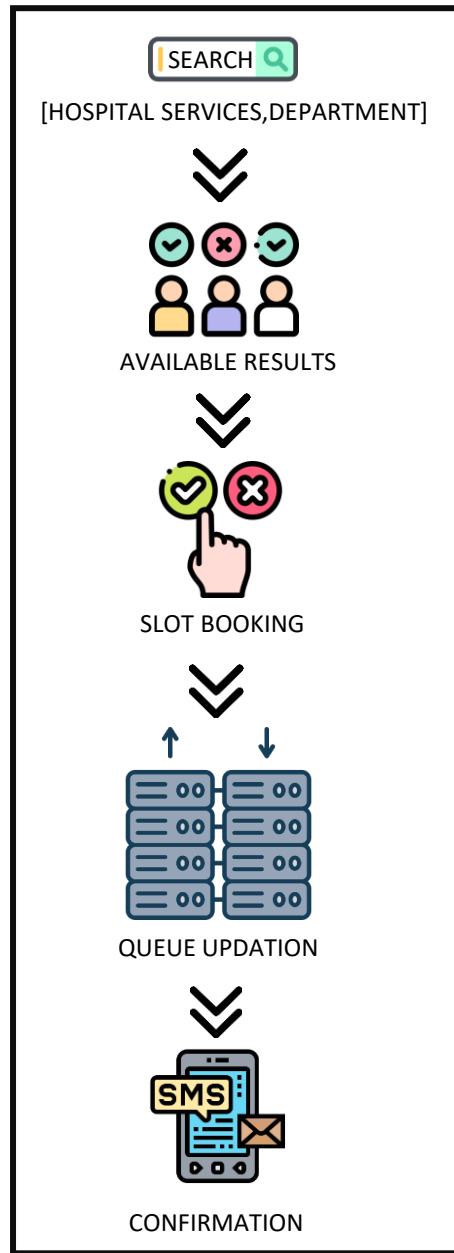 SEARCH
[HOSPITAL SERVICES,DEPARTMENT]
AVAILABLE RESULTS
SLOT BOOKING
QUEUE UPDATION
SMS
CONFIRMATION